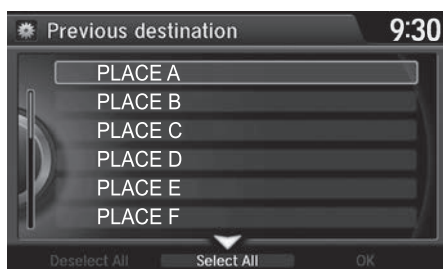 Previous destination 9:30
PLACE A
PLACE B
PLACE C
PLACE D
PLACE E
PLACE F
Deselect All Select All OK